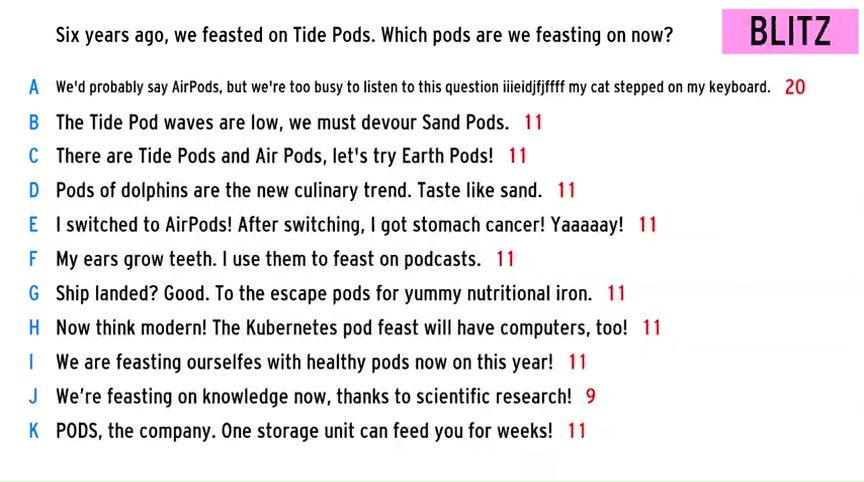 Six years ago, we feasted on Tide Pods. Which pods are we feasting on now?
BLITZ
A We'd probably say AirPods, but we're too busy to listen to this question iiieidjfjffff my cat stepped on my keyboard. 20
B The Tide Pod waves are low, we must devour Sand Pods. 11
C There are Tide Pods and Air Pods, let's try Earth Pods! 11
D Pods of dolphins are the new culinary trend. Taste like sand. 11
E I switched to AirPods! After switching, I got stomach cancer! Yaaaaay! 11
F My ears grow teeth. I use them to feast on podcasts. 11
G Ship landed? Good. To the escape pods for yummy nutritional iron. 11
H Now think modern! The Kubernetes pod feast will have computers, too! 11
I We are feasting ourselfes with healthy pods now on this year! 11
J We’re feasting on knowledge now, thanks to scientific research! 9
K PODS, the company. One storage unit can feed you for weeks! 11